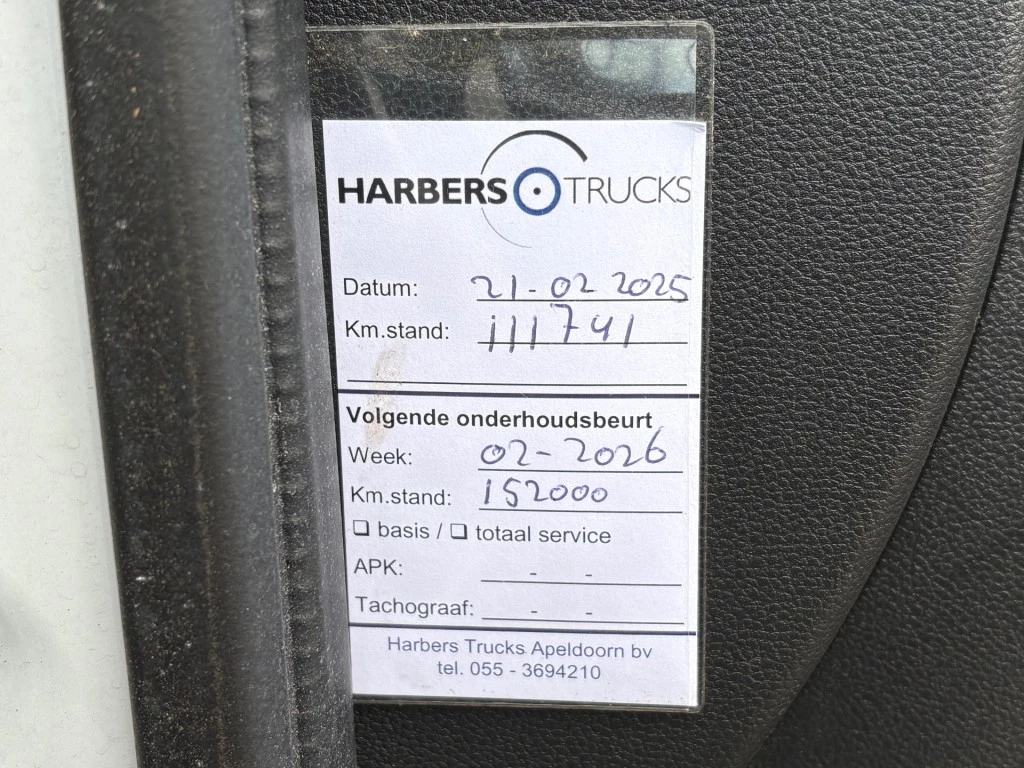 HARBERS TRUCKS
Datum: 21-02 2025
Km.stand: 111741
Volgende onderhoudsbeurt
Week: 02-2026
Km.stand: 152000
❑ basis / ❑ totaal service
APK: - -
Tachograaf: - -
Harbers Trucks Apeldoorn bv
tel. 055 - 3694210